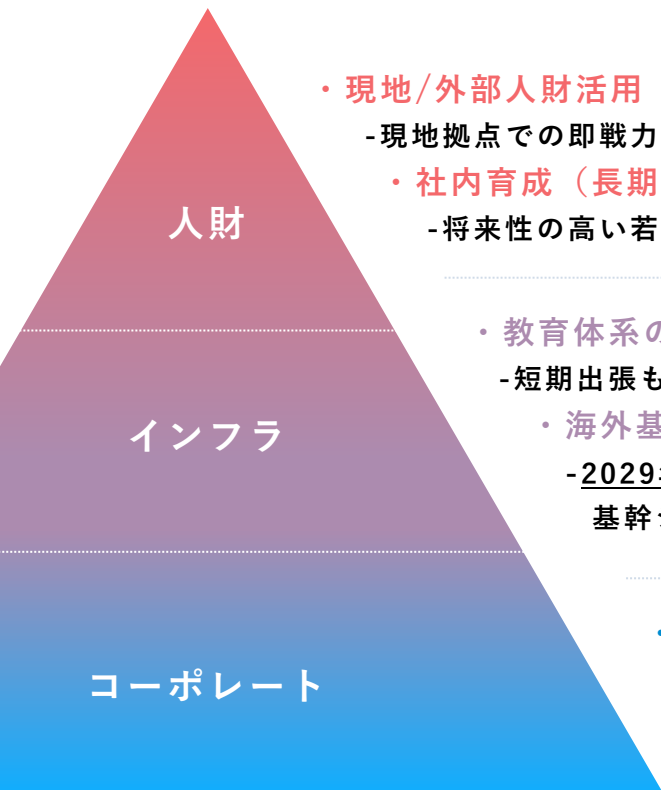 ・現地/外部人財活用
-現地拠点での即戦力
・社内育成（長期
-将来性の高い若
人財
・教育体系の
-短期出張も
・海外基
インフラ
-2029
基幹
コーポレート